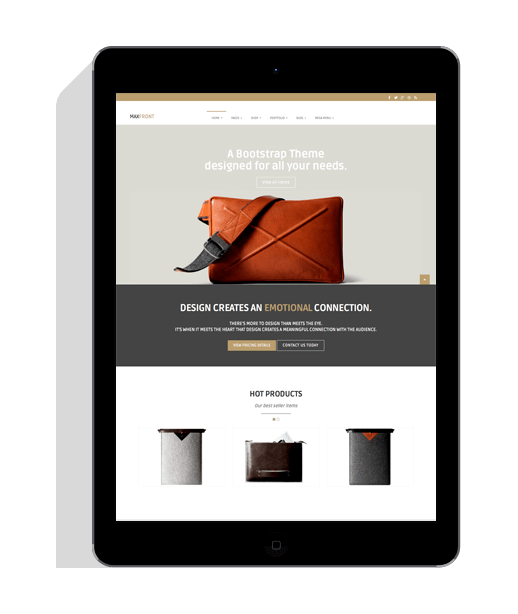 MAXFRONT
HOME PAGES SHOP PORTFOLIO BLOG MEGA MENU
A Bootstrap Theme
designed for all your needs.
DESIGN CREATES AN EMOTIONAL CONNECTION.
THERE'S MORE TO DESIGN THAN MEETS THE EYE.
IT'S WHEN IT MEETS THE HEART THAT DESIGN CREATES A MEANINGFUL CONNECTION WITH THE AUDIENCE.
VIEW PRICING DETAILS CONTACT US TODAY
HOT PRODUCTS
Our best seller items